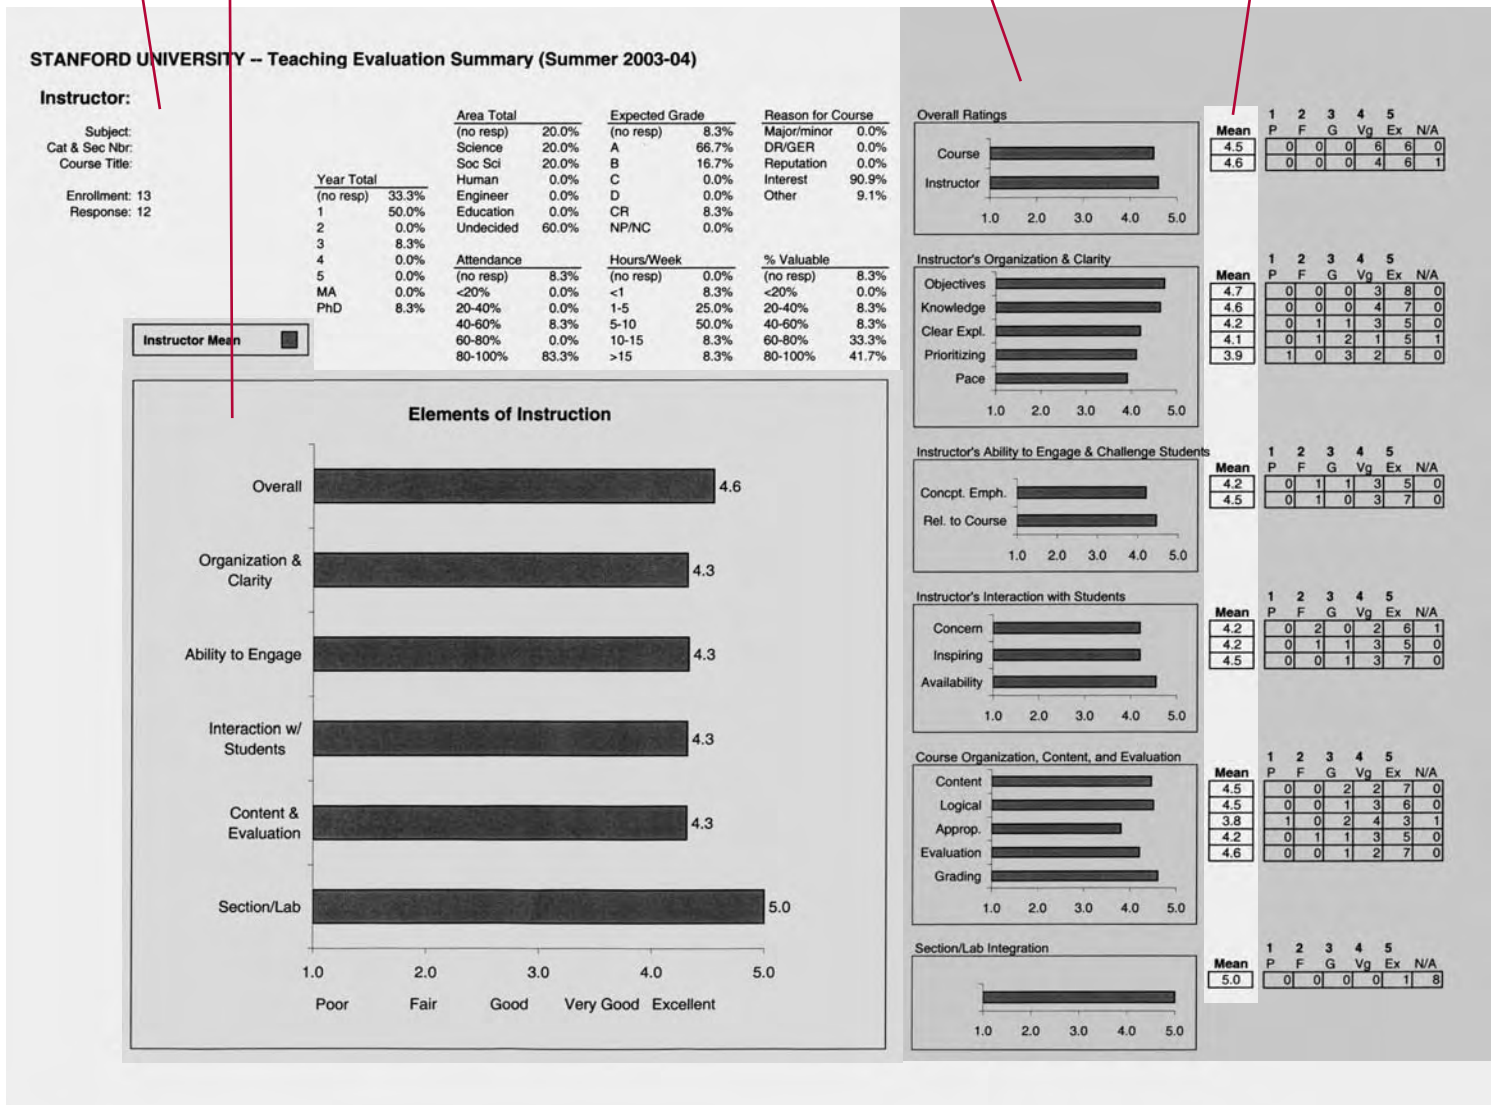 STANFORD UNIVERSITY -- Teaching Evaluation Summary (Summer 2003-04)
Instructor:
Subject:
Cat & Sec Nbr:
Course Title:
Enrollment: 13
Response: 12
Year Total
(no resp) 33.3%
1 50.0%
2 0.0%
3 8.3%
4 0.0%
5 0.0%
MA 0.0%
PhD 8.3%
Area Total
(no resp) 20.0%
Science 20.0%
Soc Sci 20.0%
Human 0.0%
Engineer 0.0%
Education 0.0%
Undecided 60.0%
Expected Grade
(no resp) 8.3%
A 66.7%
B 16.7%
C 0.0%
D 0.0%
CR 8.3%
NP/NC 0.0%
Reason for Course
Major/minor 0.0%
DR/GER 0.0%
Reputation 0.0%
Interest 90.9%
Other 9.1%
Attendance
(no resp) 8.3%
<20% 0.0%
20-40% 0.0%
40-60% 8.3%
60-80% 0.0%
80-100% 83.3%
Hours/Week
(no resp) 0.0%
<1 8.3%
1-5 25.0%
5-10 50.0%
10-15 8.3%
>15 8.3%
% Valuable
(no resp) 8.3%
<20% 0.0%
20-40% 8.3%
40-60% 8.3%
60-80% 33.3%
80-100% 41.7%
Instructor Mean
Elements of Instruction
Overall 4.6
Organization &
Clarity 4.3
Ability to Engage 4.3
Interaction w/
Students 4.3
Content &
Evaluation 4.3
Section/Lab 5.0
1.0 2.0 3.0 4.0 5.0
Poor Fair Good Very Good Excellent
Overall Ratings
Course
Instructor
1.0 2.0 3.0 4.0 5.0
1 2 3 4 5
Mean P F G Vg Ex N/A
4.5 0 0 0 6 6 0
4.6 0 0 0 4 6 1
Instructor's Organization & Clarity
Objectives
Knowledge
Clear Expl.
Prioritizing
Pace
1.0 2.0 3.0 4.0 5.0
1 2 3 4 5
Mean P F G Vg Ex N/A
4.7 0 0 0 3 8 0
4.6 0 0 0 4 7 0
4.2 0 1 1 3 5 0
4.1 0 1 2 1 5 1
3.9 1 0 3 2 5 0
Instructor's Ability to Engage & Challenge Students
Concpt. Emph.
Rel. to Course
1.0 2.0 3.0 4.0 5.0
1 2 3 4 5
Mean P F G Vg Ex N/A
4.2 0 1 1 3 5 0
4.5 0 1 0 3 7 0
Instructor's Interaction with Students
Concern
Inspiring
Availability
1.0 2.0 3.0 4.0 5.0
1 2 3 4 5
Mean P F G Vg Ex N/A
4.2 0 2 0 2 6 1
4.2 0 1 1 3 5 0
4.5 0 0 1 3 7 0
Course Organization, Content, and Evaluation
Content
Logical
Approp.
Evaluation
Grading
1.0 2.0 3.0 4.0 5.0
1 2 3 4 5
Mean P F G Vg Ex N/A
4.5 0 0 2 2 7 0
4.5 0 0 1 3 6 0
3.8 1 0 2 4 3 1
4.2 0 1 1 3 5 0
4.6 0 0 1 2 7 0
Section/Lab Integration
1.0 2.0 3.0 4.0 5.0
1 2 3 4 5
Mean P F G Vg Ex N/A
5.0 0 0 0 0 1 8